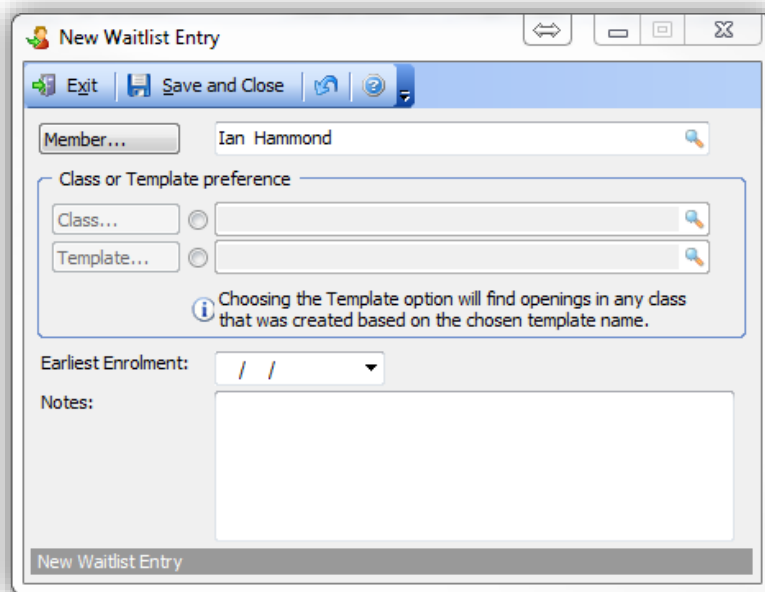 New Waitlist Entry
Exit Save and Close
Member... Ian Hammond
Class or Template preference
Class...
Template...
Choosing the Template option will find openings in any class
that was created based on the chosen template name.
Earliest Enrolment: / /
Notes:
New Waitlist Entry